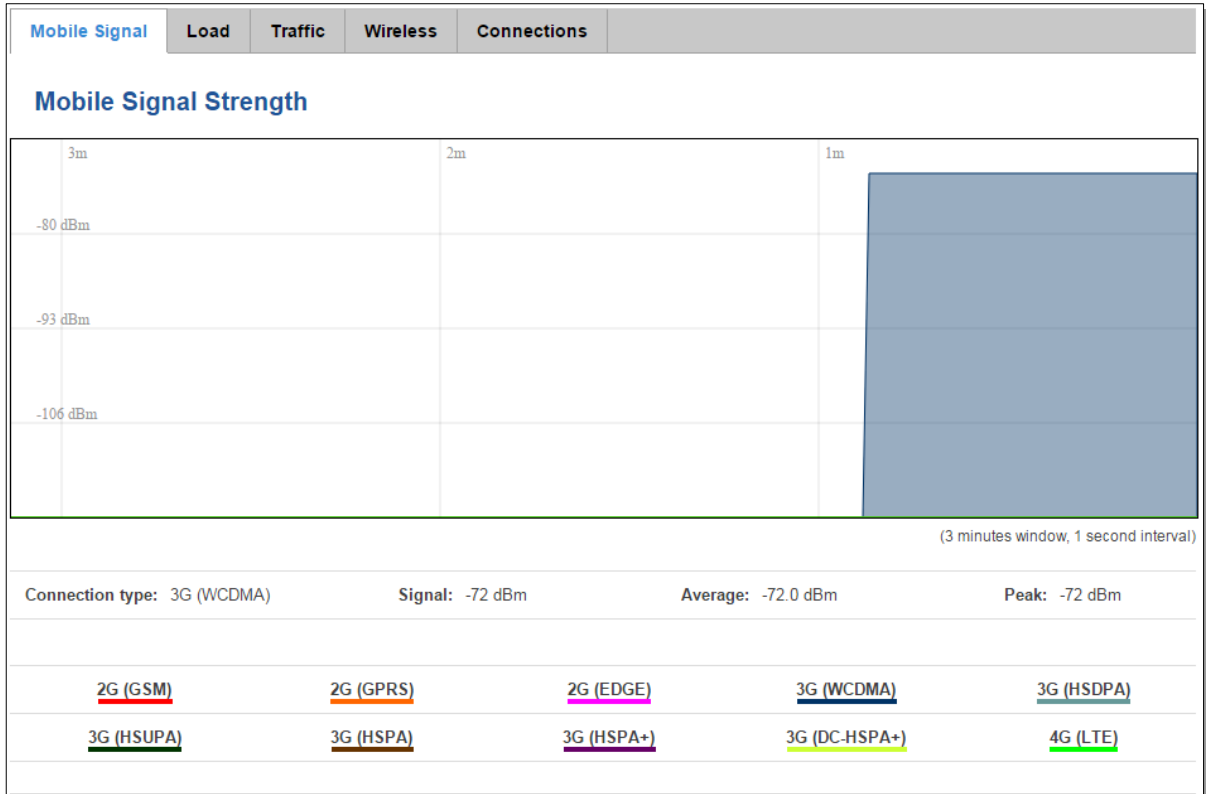 Mobile Signal Load Traffic Wireless Connections
Mobile Signal Strength
3m 2m 1m
-80 dBm
-93 dBm
-106 dBm
(3 minutes window, 1 second interval)
Connection type: 3G (WCDMA) Signal: -72 dBm Average: -72.0 dBm Peak: -72 dBm
2G (GSM) 2G (GPRS) 2G (EDGE) 3G (WCDMA) 3G (HSDPA)
3G (HSUPA) 3G (HSPA) 3G (HSPA+) 3G (DC-HSPA+) 4G (LTE)